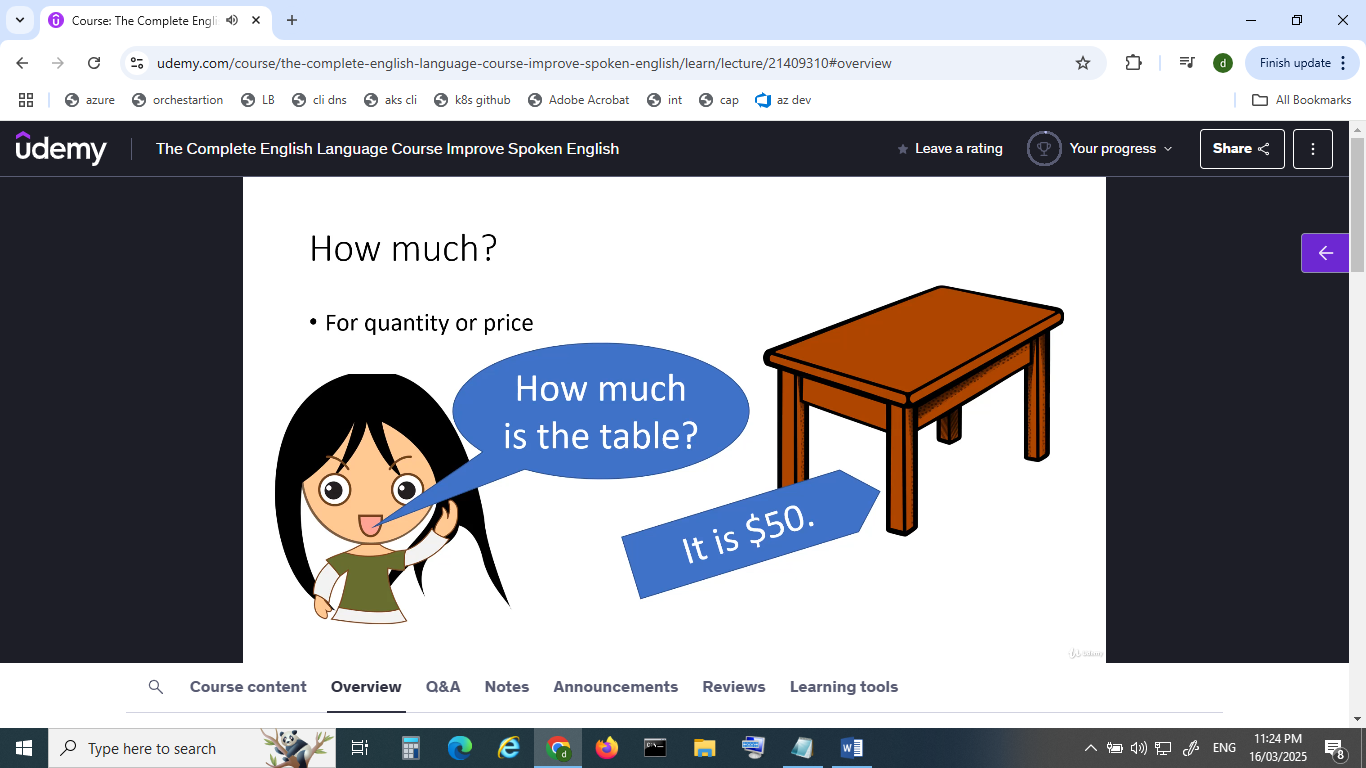 Course: The Complete Engli
udemy.com/course/the-complete-english-language-course-improve-spoken-english/learn/lecture/21409310#overview
d
Finish update
azure
orchestartion
LB
cli dns
aks cli
k8s github
Adobe Acrobat
int
cap
az dev
All Bookmarks
udemy
The Complete English Language Course Improve Spoken English
Leave a rating
Your progress
Share
How much?
• For quantity or price
How much
is the table?
It is $50.
Udemy
Course content
Overview
Q&A
Notes
Announcements
Reviews
Learning tools
Type here to search
ENG
11:24 PM
16/03/2025
8